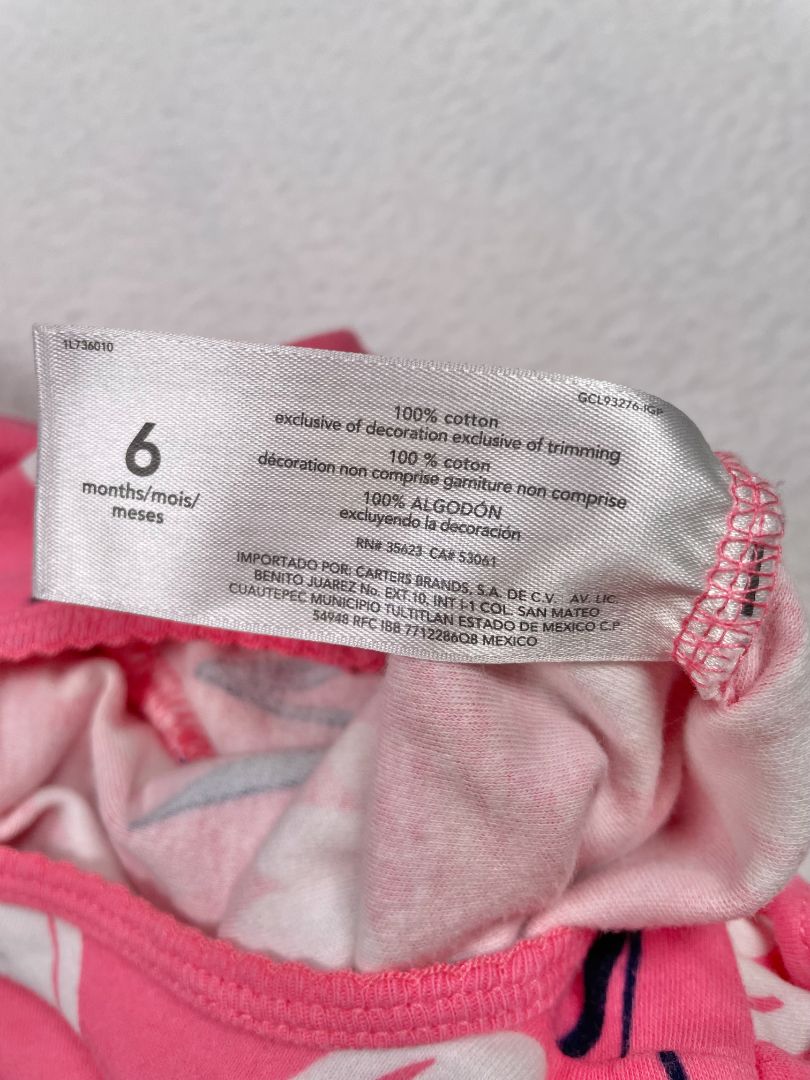 1L736010
GCL93276-IGP
6
months/mois/
meses
100% cotton
exclusive of decoration exclusive of trimming
100 % coton
décoration non comprise garniture non comprise
100% ALGODÓN
excluyendo la decoración
RN# 35623 CA# 53061
IMPORTADO POR: CARTERS BRANDS, S.A. DE C.V. AV. LIC.
BENITO JUAREZ No. EXT.10, INT I-1 COL. SAN MATEO
CUAUTEPEC MUNICIPIO TULTITLÁN ESTADO DE MEXICO C.P.
54948 RFC IBB 7712286Q8 MEXICO